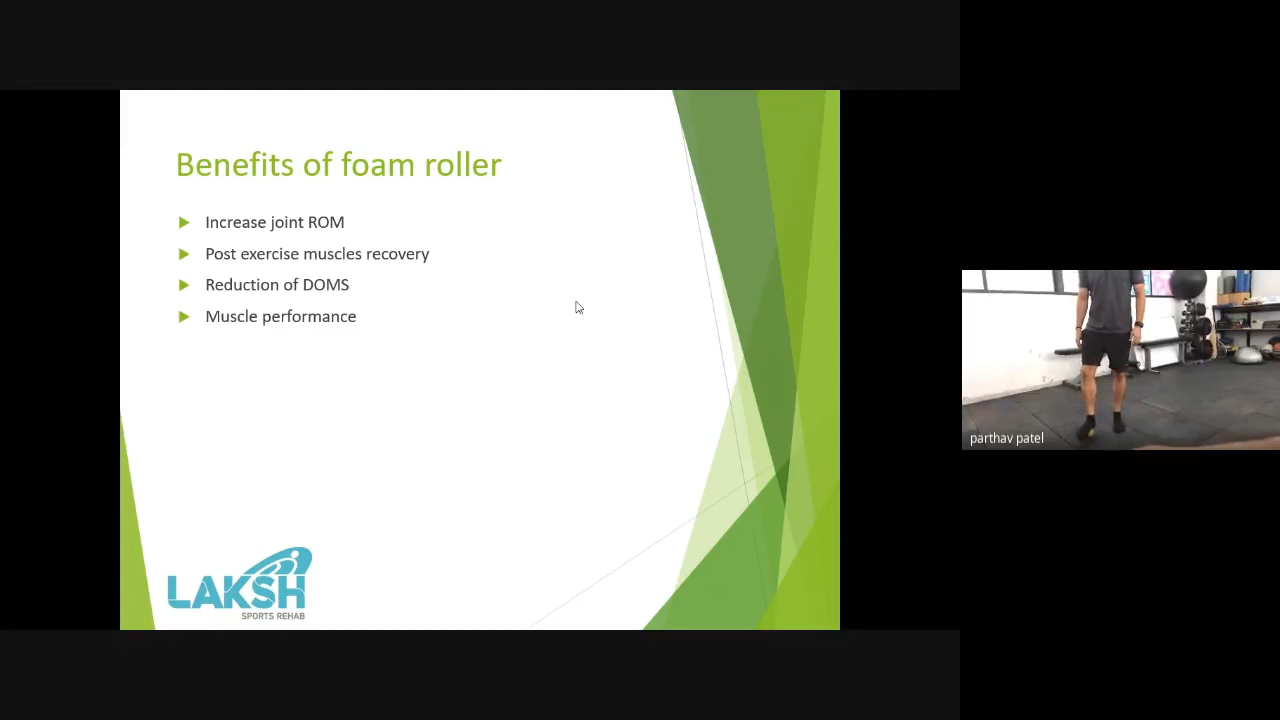 Benefits of foam roller
Increase joint ROM
Post exercise muscles recovery
Reduction of DOMS
Muscle performance
LAKSH
SPORTS REHAB
parthav patel